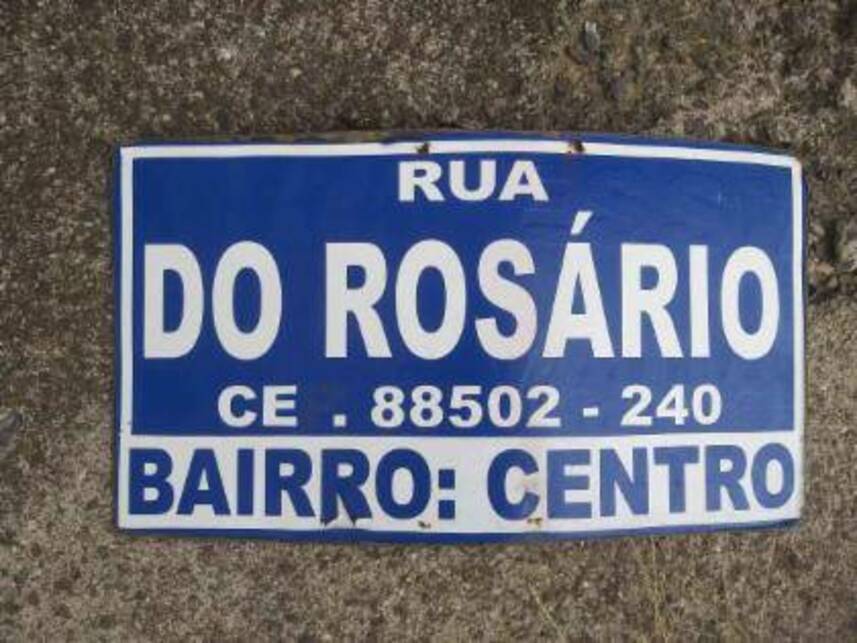 RUA
DO ROSÁRIO
CE . 88502 - 240
BAIRRO: CENTRO